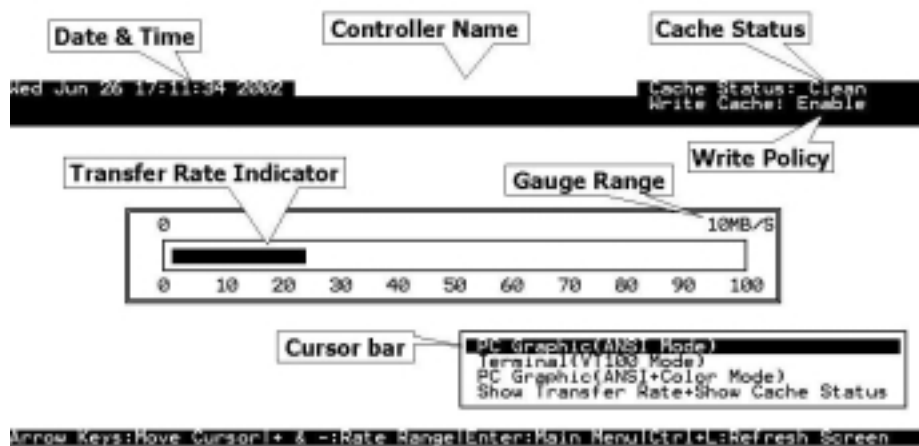 Date & Time
Controller Name
Cache Status
Wed Jun 26 17:11:34 2002
Cache Status: Clean
Write Cache: Enable
Write Policy
Transfer Rate Indicator
Gauge Range
0 10MB/S
0 10 20 30 40 50 60 70 80 90 100
Cursor bar
PC Graphic(ANSI Mode)
Terminal(VT100 Mode)
PC Graphic(ANSI+Color Mode)
Show Transfer Rate+Show Cache Status
Arrow Keys:Move Cursor|+ & -:Rate Range|Enter:Main Menu|Ctrl+L:Refresh Screen